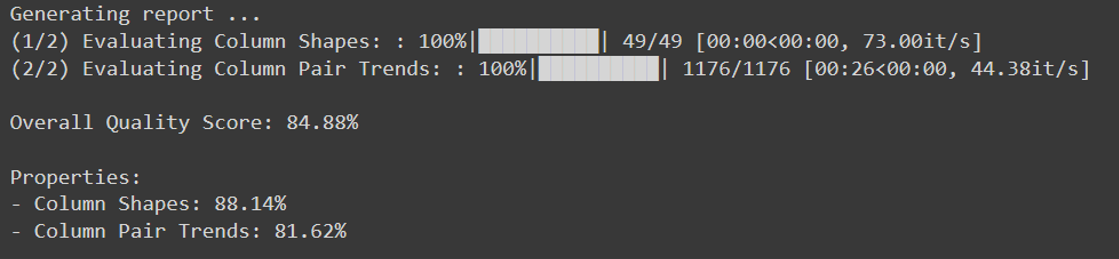 Generating report ...
(1/2) Evaluating Column Shapes: : 100%|██████████| 49/49 [00:00<00:00, 73.00it/s]
(2/2) Evaluating Column Pair Trends: : 100%|██████████| 1176/1176 [00:26<00:00, 44.38it/s]
Overall Quality Score: 84.88%
Properties:
- Column Shapes: 88.14%
- Column Pair Trends: 81.62%